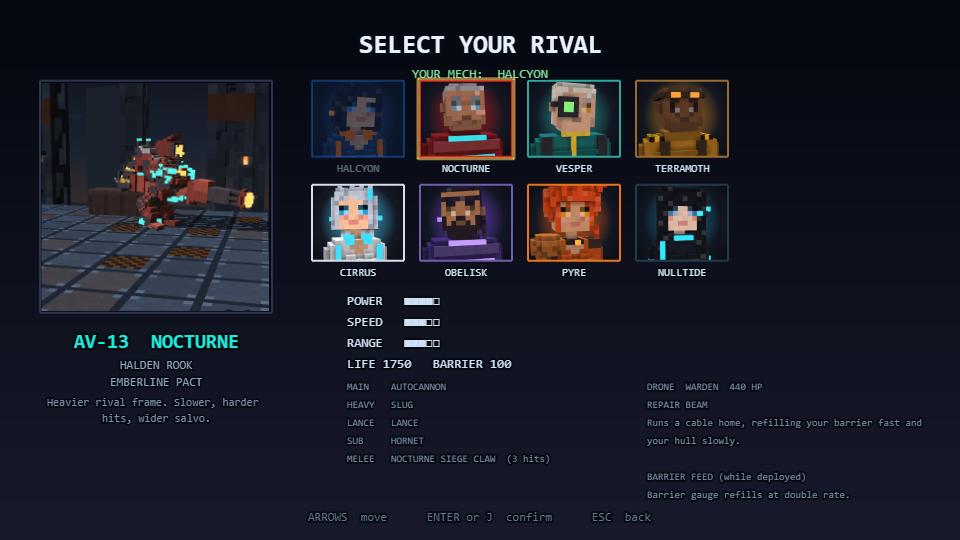 SELECT YOUR RIVAL
YOUR MECH: HALCYON
HALCYON NOCTURNE VESPER TERRAMOTH
CIRRUS OBELISK PYRE NULLTIDE
AV-13 NOCTURNE
HALDEN ROOK
EMBERLINE PACT
Heavier rival frame. Slower, harder
hits, wider salvo.
POWER
SPEED
RANGE
LIFE 1750 BARRIER 100
MAIN AUTOCANNON
HEAVY SLUG
LANCE LANCE
SUB HORNET
MELEE NOCTURNE SIEGE CLAW (3 hits)
DRONE WARDEN 440 HP
REPAIR BEAM
Runs a cable home, refilling your barrier fast and
your hull slowly.
BARRIER FEED (while deployed)
Barrier gauge refills at double rate.
ARROWS move ENTER or J confirm ESC back